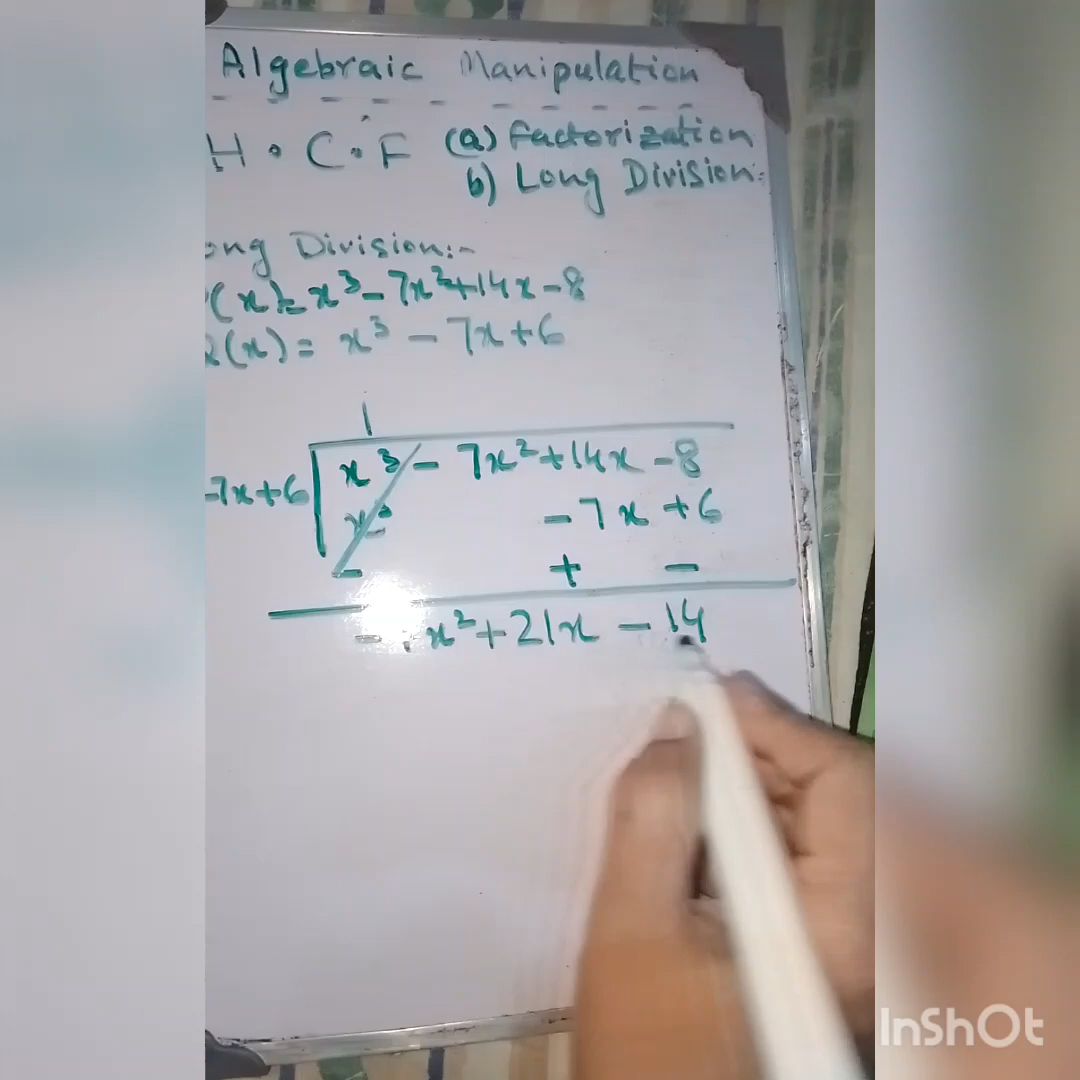 Algebraic Manipulation
H.C.F (a) Factorization
b) Long Division:
ong Division:-
(x)= x³ - 7x² + 14x - 8
(x) = x³ - 7x + 6
1
-7x+6 x³ - 7x² + 14x - 8
x³ - 7x + 6
- + -
- x² + 21x - 14
InShOt